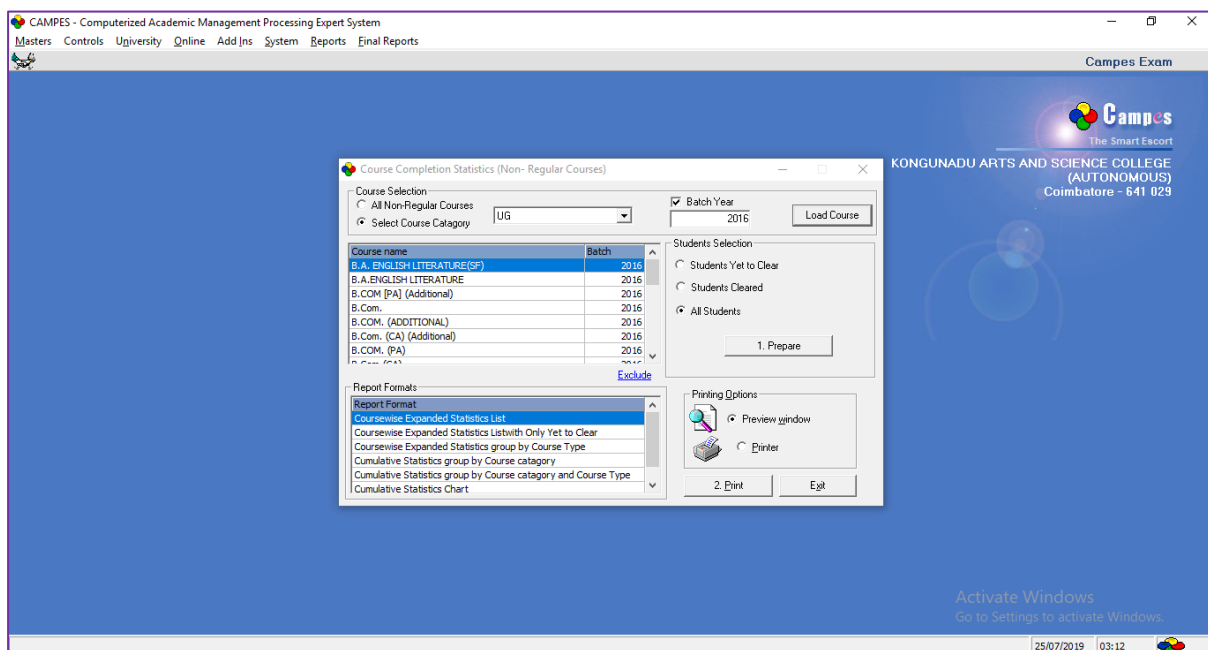 CAMPES - Computerized Academic Management Processing Expert System
Masters Controls University Online Add Ins System Reports Final Reports
Campes Exam
Campes
The Smart Escort
KONGUNADU ARTS AND SCIENCE COLLEGE
(AUTONOMOUS)
Coimbatore - 641 029
Course Completion Statistics (Non- Regular Courses)
Course Selection
All Non-Regular Courses
Select Course Catagory
UG
Batch Year
2016
Load Course
Course name Batch
B.A. ENGLISH LITERATURE(SF) 2016
B.A.ENGLISH LITERATURE 2016
B.COM [PA] (Additional) 2016
B.Com. 2016
B.COM. (ADDITIONAL) 2016
B.Com. (CA) (Additional) 2016
B.COM. (PA) 2016
B.Com (CA) 2016
Exclude
Students Selection
Students Yet to Clear
Students Cleared
All Students
1. Prepare
Report Formats
Report Format
Coursewise Expanded Statistics List
Coursewise Expanded Statistics Listwith Only Yet to Clear
Coursewise Expanded Statistics group by Course Type
Cumulative Statistics group by Course catagory
Cumulative Statistics group by Course catagory and Course Type
Cumulative Statistics Chart
Printing Options
Preview window
Printer
2. Print Exit
Activate Windows
Go to Settings to activate Windows.
25/07/2019 03:12